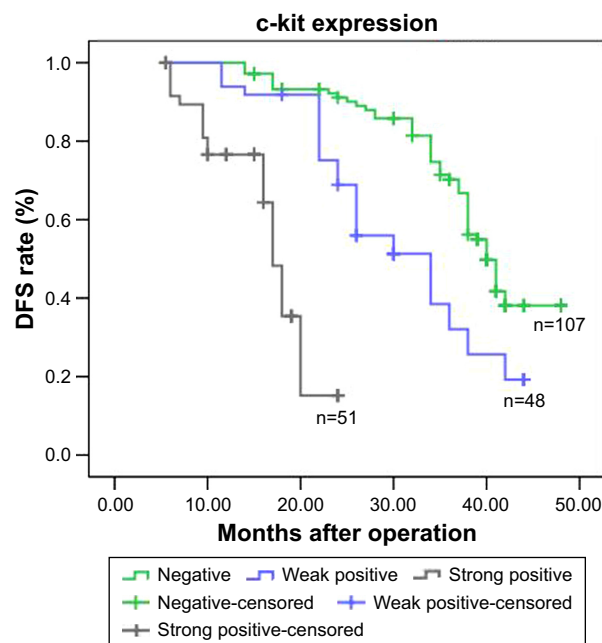 c-kit expression
DFS rate (%)
1.0
0.8
0.6
0.4
0.2
0.0
n=107
n=48
n=51
0.00 10.00 20.00 30.00 40.00 50.00
Months after operation
Negative Weak positive Strong positive
Negative-censored Weak positive-censored
Strong positive-censored